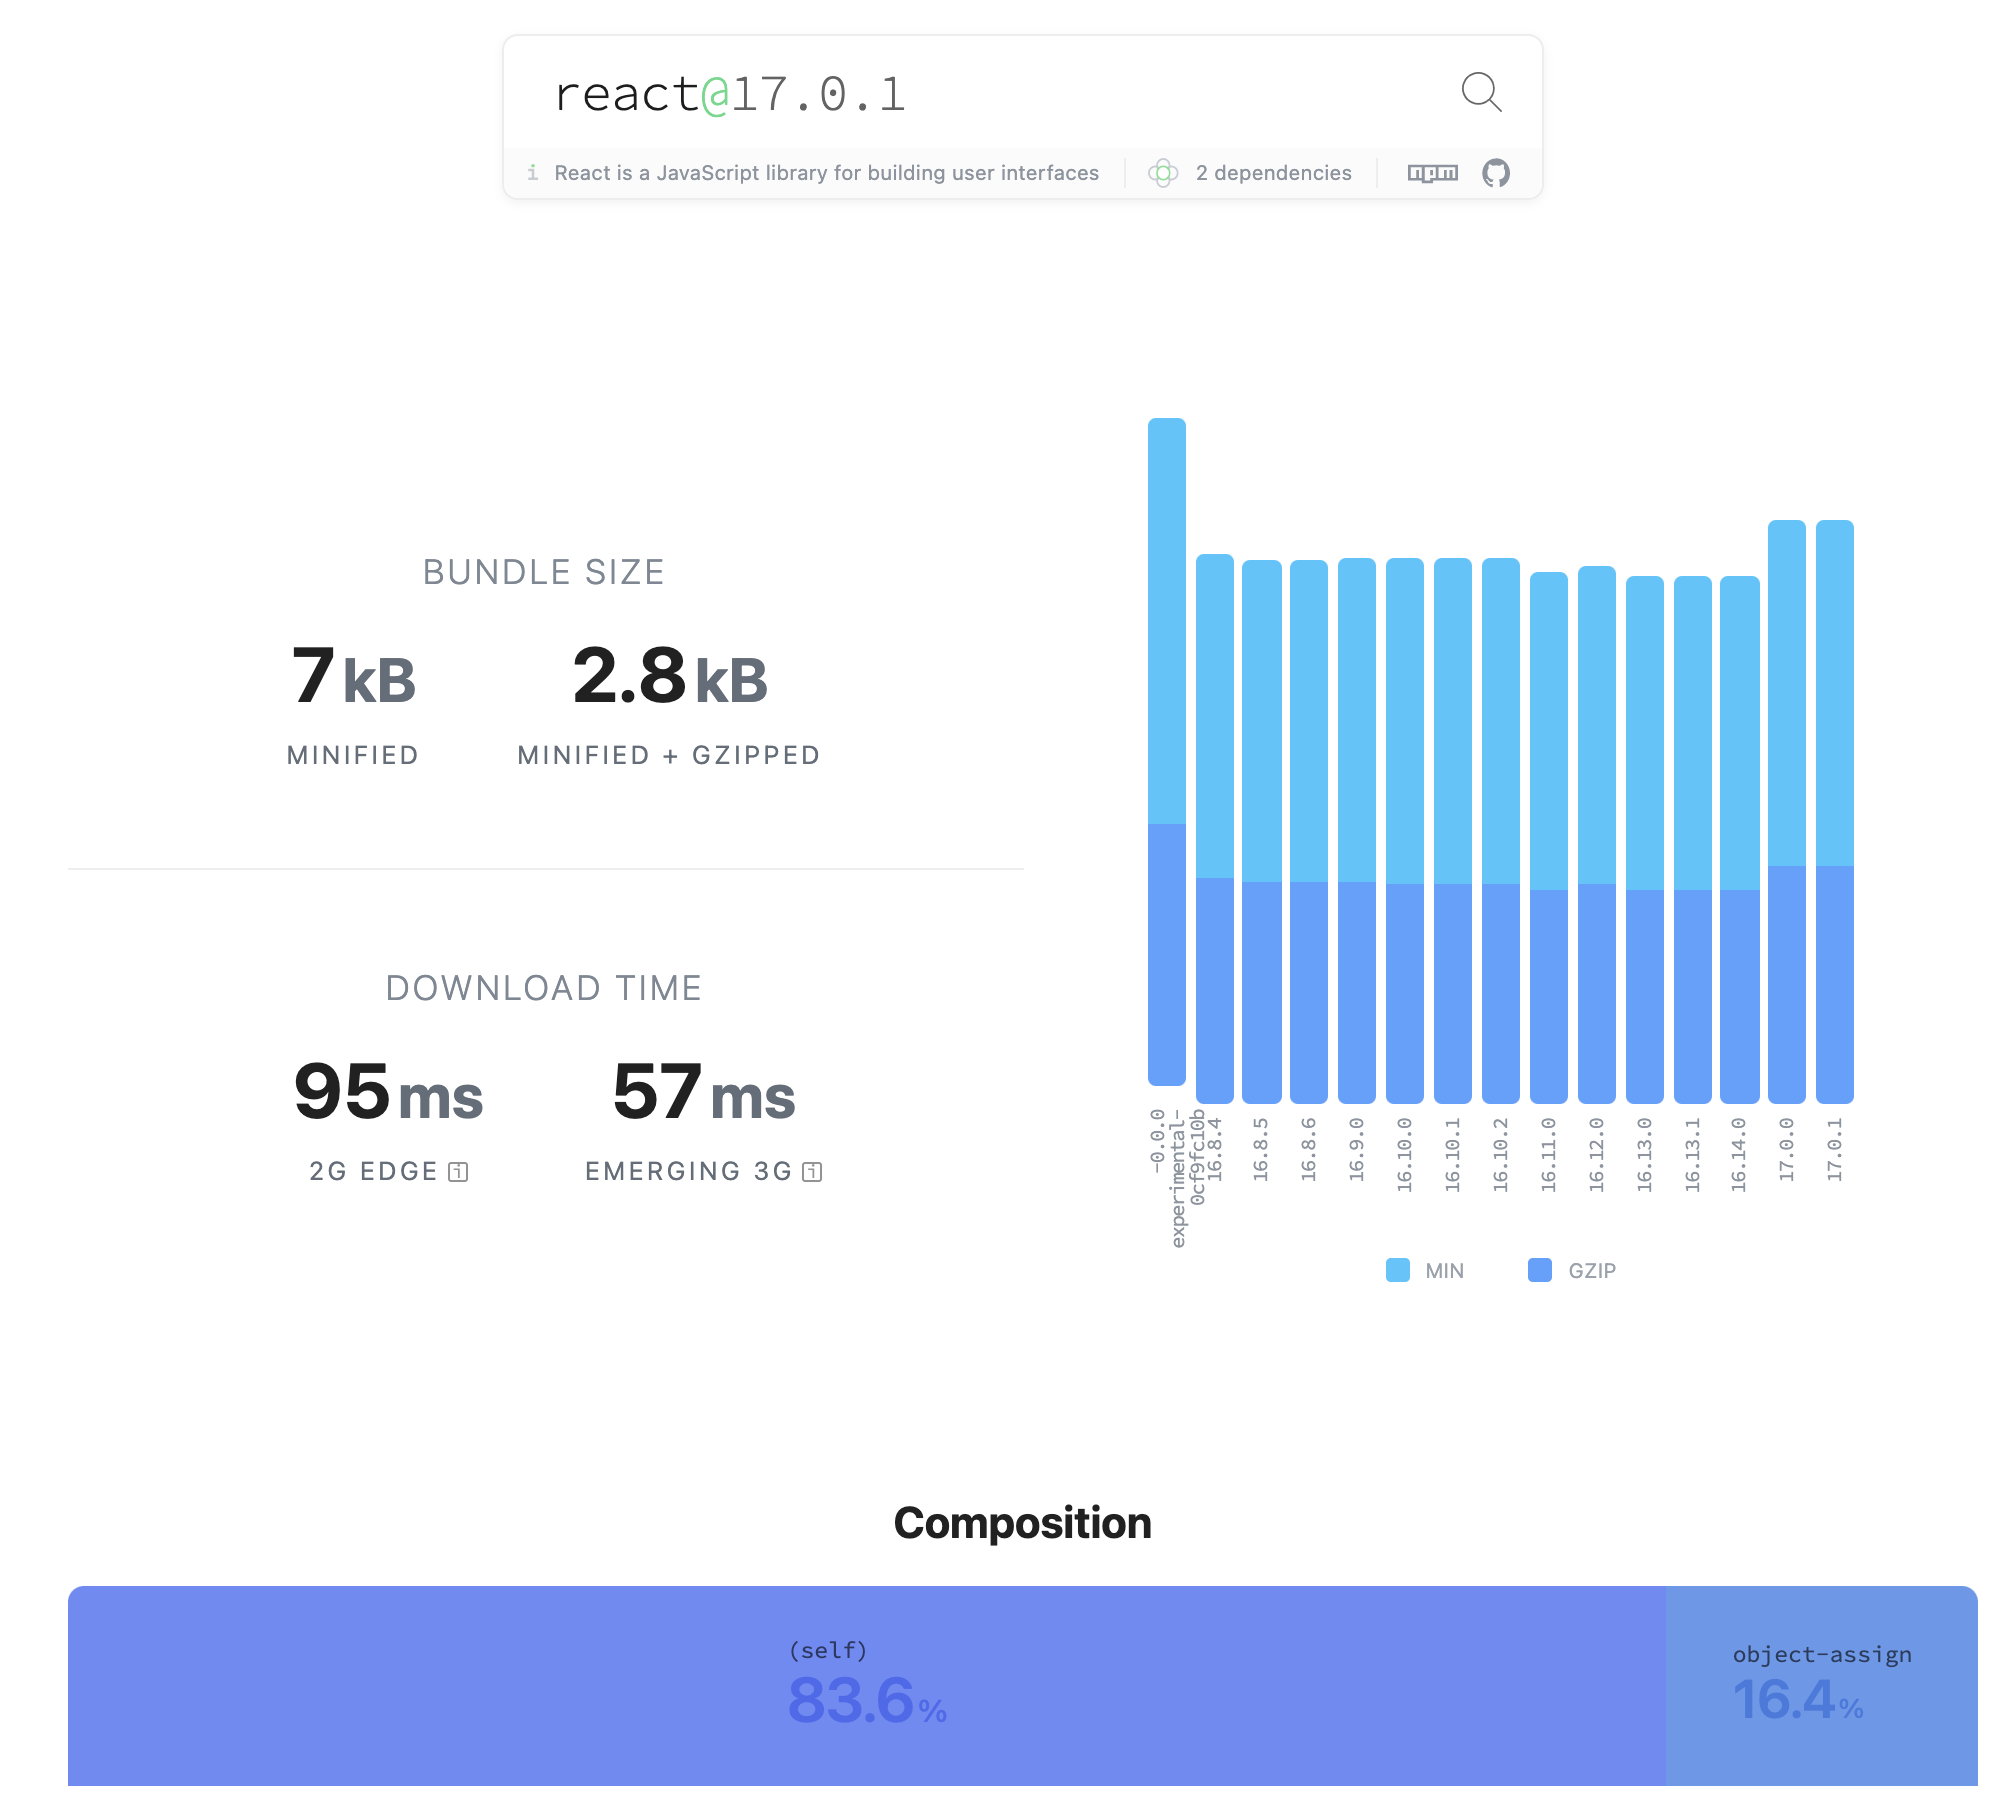 react@17.0.1
i React is a JavaScript library for building user interfaces 2 dependencies npm
BUNDLE SIZE
7 kB 2.8 kB
MINIFIED MINIFIED + GZIPPED
DOWNLOAD TIME
95 ms 57 ms
2G EDGE i EMERGING 3G i
-0.0.0
experimental-
0cf9fc10b
16.8.4
16.8.5
16.8.6
16.9.0
16.10.0
16.10.1
16.10.2
16.11.0
16.12.0
16.13.0
16.13.1
16.14.0
17.0.0
17.0.1
MIN GZIP
Composition
(self)
83.6%
object-assign
16.4%